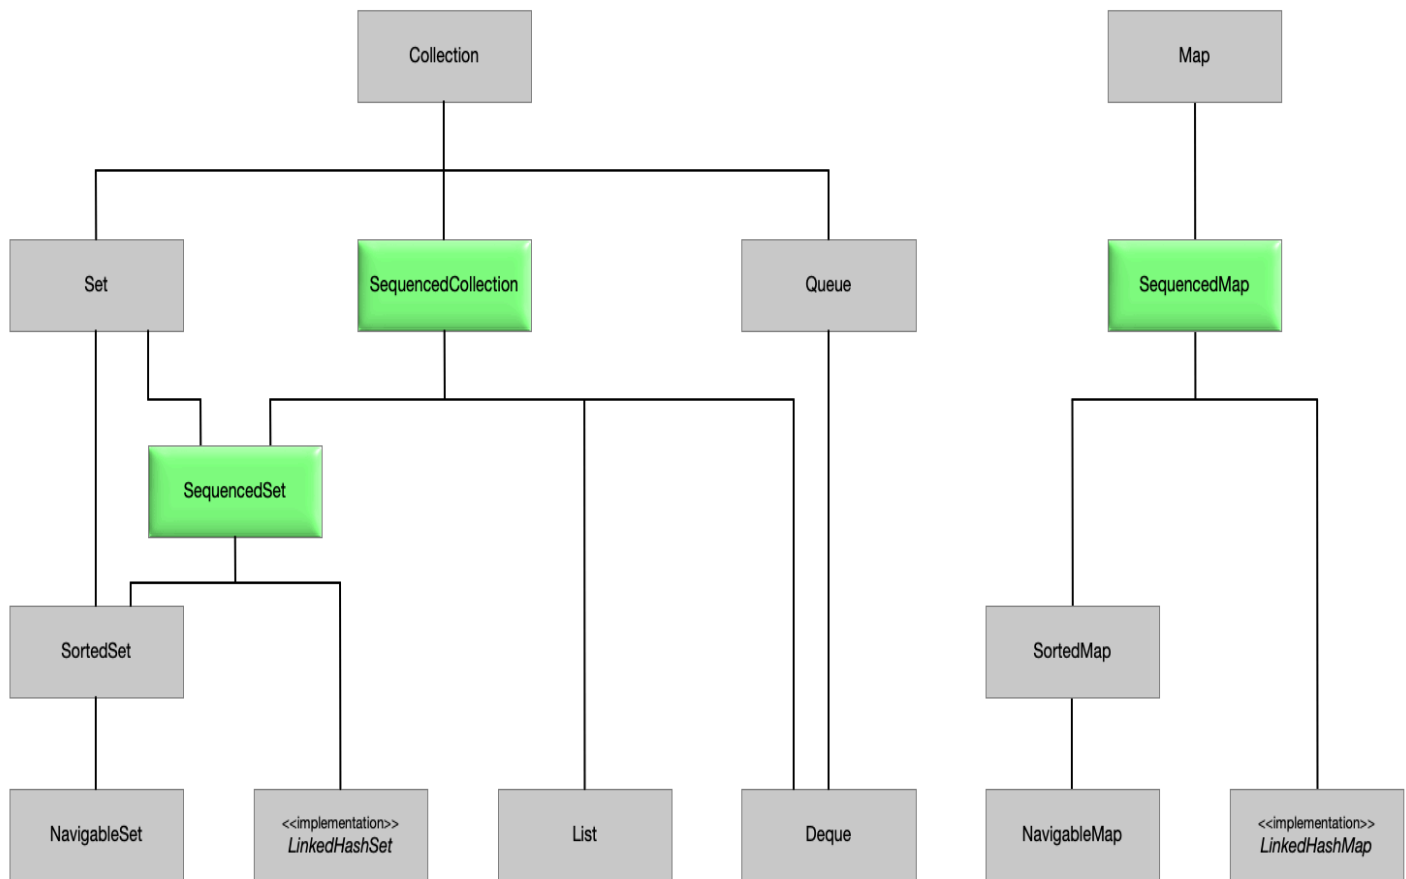 Collection
Map
Set
SequencedCollection
Queue
SequencedMap
SequencedSet
SortedSet
SortedMap
NavigableSet
<<implementation>>
LinkedHashSet
List
Deque
NavigableMap
<<implementation>>
LinkedHashMap